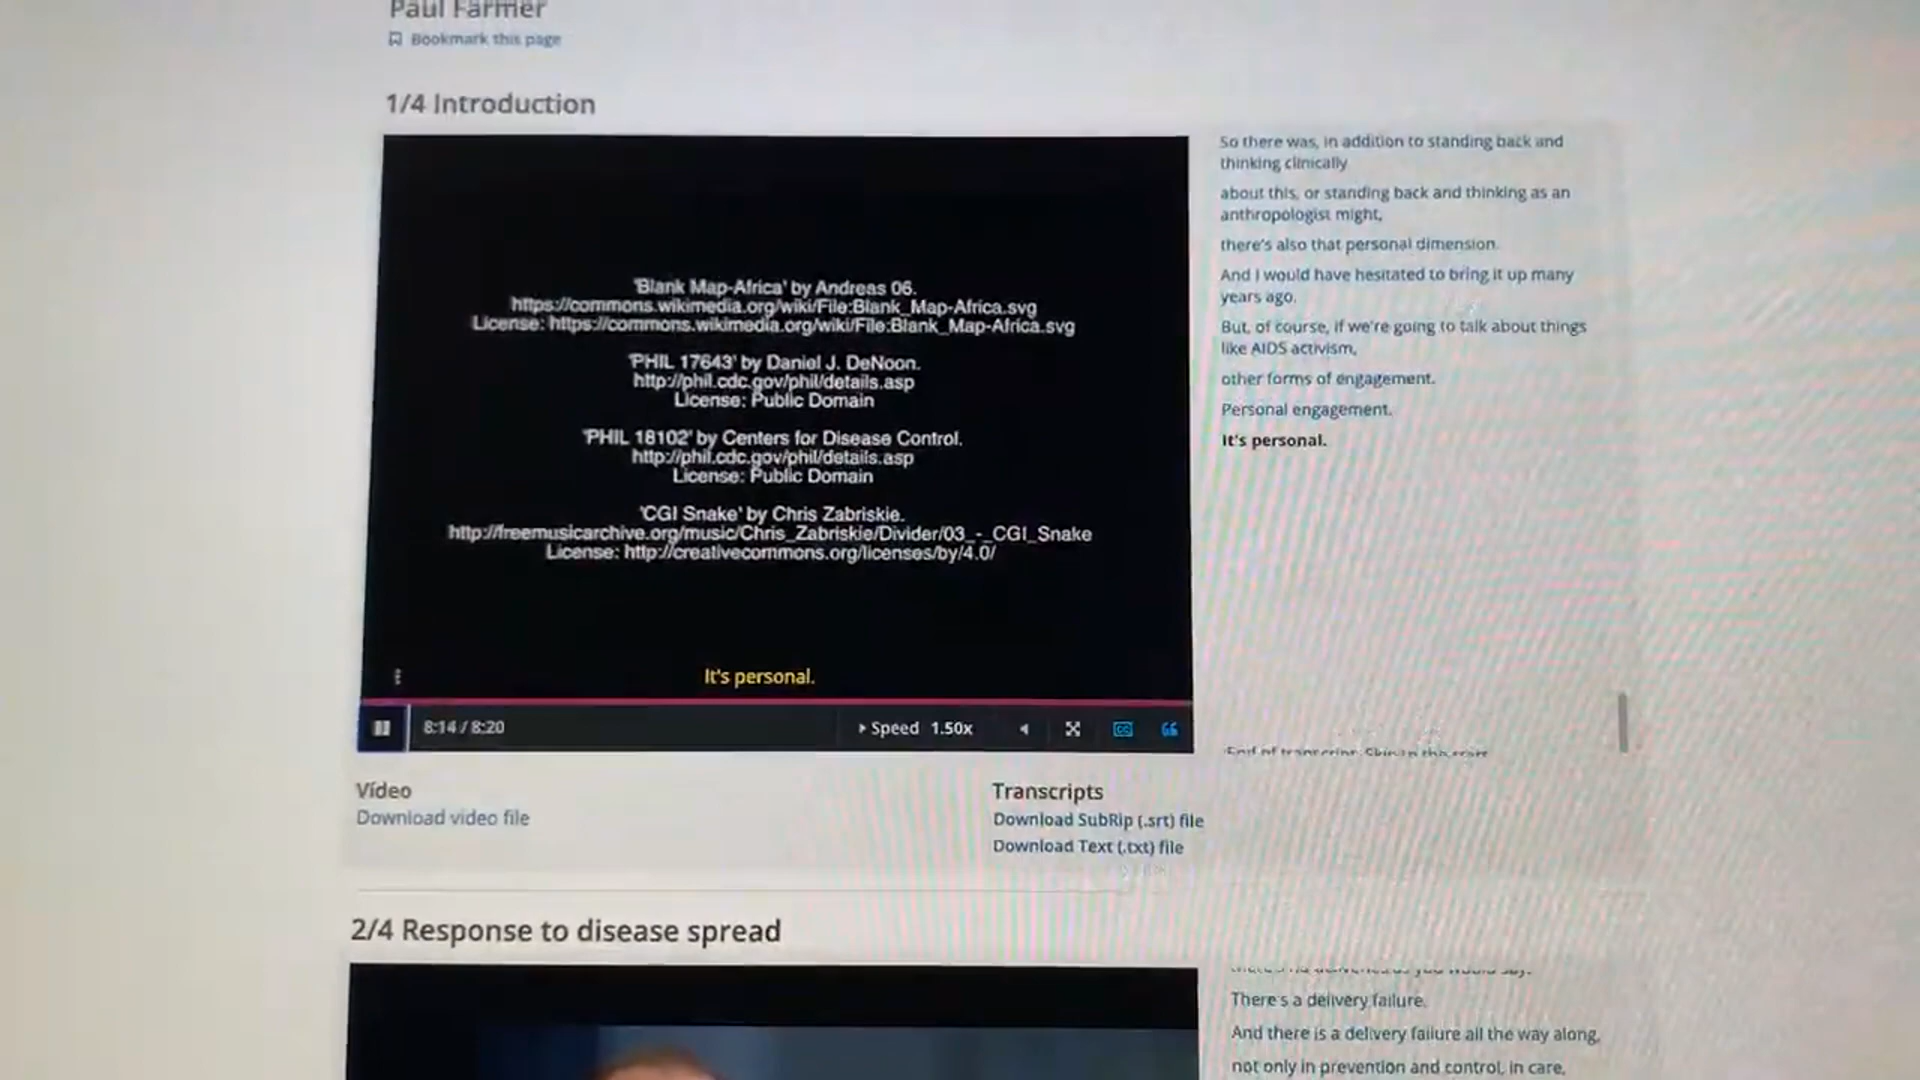 Paul Farmer
Bookmark this page
1/4 Introduction
'Blank Map-Africa' by Andreas 06.
https://commons.wikimedia.org/wiki/File:Blank_Map-Africa.svg
License: https://commons.wikimedia.org/wiki/File:Blank_Map-Africa.svg
'PHIL 17643' by Daniel J. DeNoon.
http://phil.cdc.gov/phil/details.asp
License: Public Domain
'PHIL 18102' by Centers for Disease Control.
http://phil.cdc.gov/phil/details.asp
License: Public Domain
'CGI Snake' by Chris Zabriskie.
http://freemusicarchive.org/music/Chris_Zabriskie/Divider/03_-_CGI_Snake
License: http://creativecommons.org/licenses/by/4.0/
It's personal.
8:14 / 8:20
Speed 1.50x
CC
So there was, in addition to standing back and
thinking clinically
about this, or standing back and thinking as an
anthropologist might,
there's also that personal dimension.
And I would have hesitated to bring it up many
years ago.
But, of course, if we're going to talk about things
like AIDS activism,
other forms of engagement.
Personal engagement.
It's personal.
End of transcript. Skip to the start.
Video
Download video file
Transcripts
Download SubRip (.srt) file
Download Text (.txt) file
2/4 Response to disease spread
There's a delivery failure.
And there is a delivery failure all the way along,
not only in prevention and control, in care,